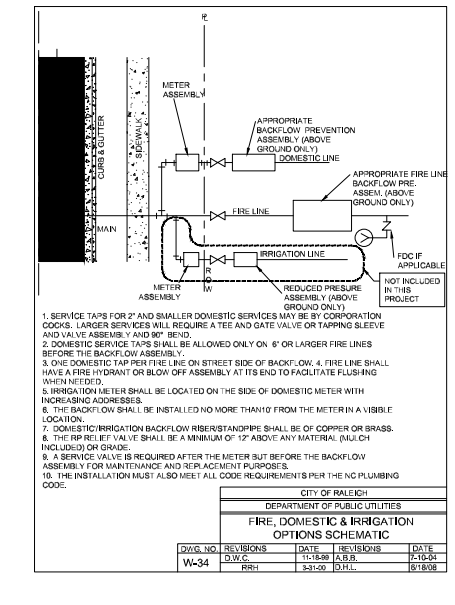 PL
METER
ASSEMBLY
APPROPRIATE
BACKFLOW PREVENTION
ASSEMBLY (ABOVE
GROUND ONLY)
DOMESTIC LINE
CURB & GUTTER
SIDEWALK
APPROPRIATE FIRE LINE
BACKFLOW PRE.
ASSEM. (ABOVE
GROUND ONLY)
FIRE LINE
MAIN
IRRIGATION LINE
FDC IF
APPLICABLE
ROW
METER
ASSEMBLY
REDUCED PRESURE
ASSEMBLY (ABOVE
GROUND ONLY)
NOT INCLUDED
IN THIS
PROJECT
1. SERVICE TAPS FOR 2" AND SMALLER DOMESTIC SERVICES MAY BE BY CORPORATION
COCKS. LARGER SERVICES WILL REQUIRE A TEE AND GATE VALVE OR TAPPING SLEEVE
AND VALVE ASSEMBLY AND 90° BEND.
2. DOMESTIC SERVICE TAPS SHALL BE ALLOWED ONLY ON 6" OR LARGER FIRE LINES
BEFORE THE BACKFLOW ASSEMBLY.
3. ONE DOMESTIC TAP PER FIRE LINE ON STREET SIDE OF BACKFLOW. 4. FIRE LINE SHALL
HAVE A FIRE HYDRANT OR BLOW OFF ASSEMBLY AT ITS END TO FACILITATE FLUSHING
WHEN NEEDED.
5. IRRIGATION METER SHALL BE LOCATED ON THE SIDE OF DOMESTIC METER WITH
INCREASING ADDRESSES.
6. THE BACKFLOW SHALL BE INSTALLED NO MORE THAN10' FROM THE METER IN A VISIBLE
LOCATION.
7. DOMESTIC/IRRIGATION BACKFLOW RISER/STANDPIPE SHALL BE OF COPPER OR BRASS.
8. THE RP RELIEF VALVE SHALL BE A MINIMUM OF 12" ABOVE ANY MATERIAL (MULCH
INCLUDED) OR GRADE.
9. A SERVICE VALVE IS REQUIRED AFTER THE METER BUT BEFORE THE BACKFLOW
ASSEMBLY FOR MAINTENANCE AND REPLACEMENT PURPOSES.
10. THE INSTALLATION MUST ALSO MEET ALL CODE REQUIREMENTS PER THE NC PLUMBING
CODE.
CITY OF RALEIGH
DEPARTMENT OF PUBLIC UTILITIES
FIRE, DOMESTIC & IRRIGATION
OPTIONS SCHEMATIC
DWG. NO. REVISIONS DATE REVISIONS DATE
W-34 D.W.C. 11-18-99 A.B.B. 7-10-04
RRH 3-31-00 D.H.L. 6/18/08